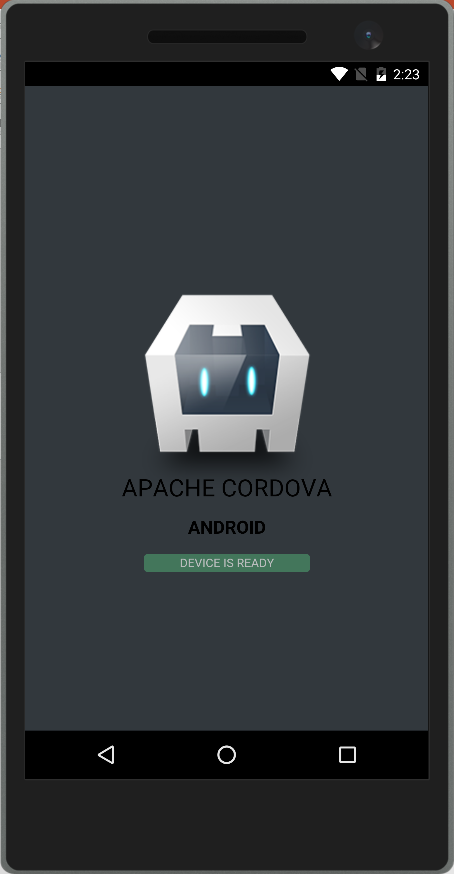 2:23
APACHE CORDOVA
ANDROID
DEVICE IS READY